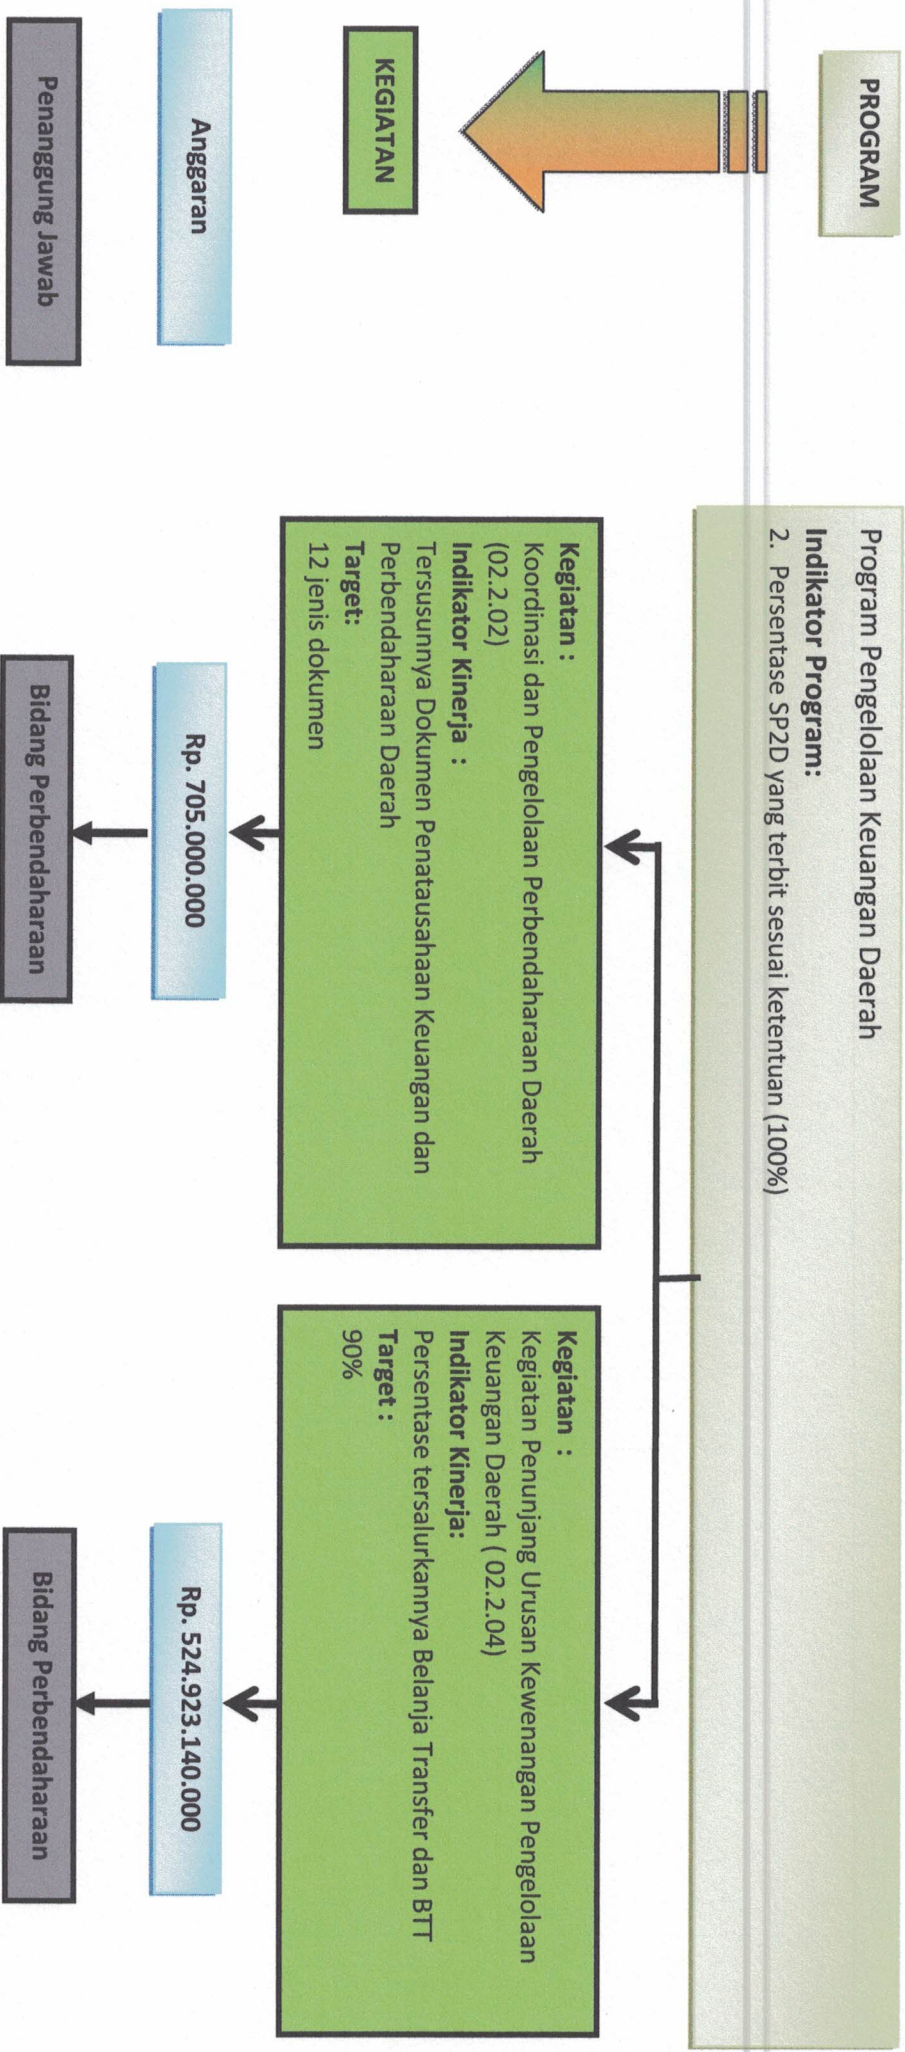 PROGRAM
Program Pengelolaan Keuangan Daerah
Indikator Program:
2. Persentase SP2D yang terbit sesuai ketentuan (100%)
KEGIATAN
Kegiatan :
Koordinasi dan Pengelolaan Perbendaharaan Daerah
(02.2.02)
Indikator Kinerja :
Tersusunnya Dokumen Penatausahaan Keuangan dan
Perbendaharaan Daerah
Target:
12 jenis dokumen
Kegiatan :
Kegiatan Penunjang Urusan Kewenangan Pengelolaan
Keuangan Daerah ( 02.2.04)
Indikator Kinerja:
Persentase tersalurkannya Belanja Transfer dan BTT
Target :
90%
Anggaran
Rp. 705.000.000
Rp. 524.923.140.000
Penanggung Jawab
Bidang Perbendaharaan
Bidang Perbendaharaan